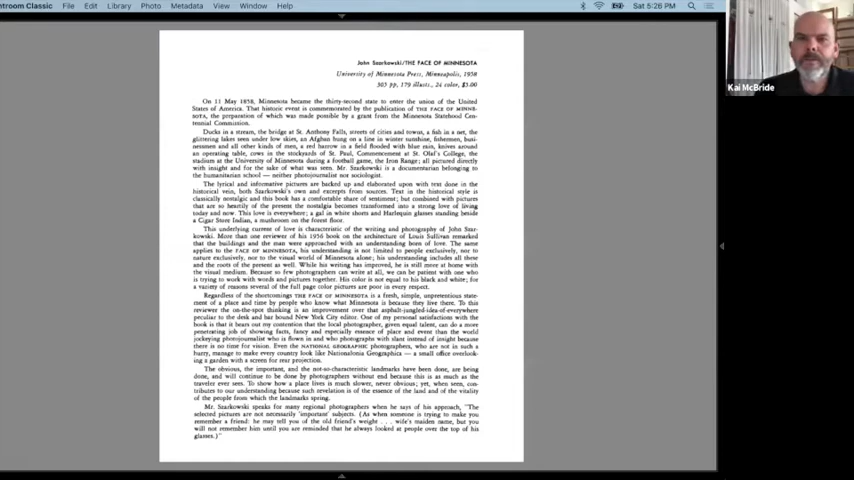 ntroom Classic File Edit Library Photo Metadata View Window Help Sat 5:26 PM
Kai McBride
John Szarkowski/THE FACE OF MINNESOTA
University of Minnesota Press, Minneapolis, 1958
303 pp, 179 illusts., 24 color, $5.00
On 11 May 1858, Minnesota became the thirty-second state to enter the union of the United
States of America. That historic event is commemorated by the publication of THE FACE OF MINNE-
SOTA, the preparation of which was made possible by a grant from the Minnesota Statehood Cen-
tennial Commission.
Ducks in a stream, the bridge at St. Anthony Falls, streets of cities and towns, a fish in a net, the
glittering lakes seen under low skies, an Afghan hung on a line in winter sunshine, fishermen, busi-
nessmen and all other kinds of men, a red barrow in a field flooded with blue rain, knives around
an operating table, cows in the stockyards of St. Paul, Commencement at St. Olaf's College, the
stadium at the University of Minnesota during a football game, the Iron Range; all pictured directly
with insight and for the sake of what was seen. Mr. Szarkowski is a documentarian belonging to
the humanitarian school — neither photojournalist nor sociologist.
The lyrical and informative pictures are backed up and elaborated upon with text done in the
historical vein, both Szarkowski's own and excerpts from sources. Text in the historical style is
classically nostalgic and this book has a comfortable share of sentiment; but combined with pictures
that are so heartily of the present the nostalgia becomes transformed into a strong love of living
today and now. This love is everywhere; a gal in white shorts and Harlequin glasses standing beside
a Cigar Store Indian, a mushroom on the forest floor.
This underlying current of love is characteristic of the writing and photography of John Szar-
kowski. More than one reviewer of his 1956 book on the architecture of Louis Sullivan remarked
that the buildings and the man were approached with an understanding born of love. The same
applies to the FACE OF MINNESOTA, his understanding is not limited to people exclusively, nor to
nature exclusively, nor to the visual world of Minnesota alone; his understanding includes all these
and the roots of the present as well. While his writing has improved, he is still more at home with
the visual medium. Because so few photographers can write at all, we can be patient with one who
is trying to work with words and pictures together. His color is not equal to his black and white; for
a variety of reasons several of the full page color pictures are poor in every respect.
Regardless of the shortcomings THE FACE OF MINNESOTA is a fresh, simple, unpretentious state-
ment of a place and time by people who know what Minnesota is because they live there. To this
reviewer the on-the-spot thinking is an improvement over that asphalt-jungled-idea-of-everywhere
peculiar to the desk and bar bound New York City editor. One of my personal satisfactions with the
book is that it bears out my contention that the local photographer, given equal talent, can do a more
penetrating job of showing facts, fancy and especially essence of place and event than the world
jockeying photojournalist who is flown in and who photographs with slant instead of insight because
there is no time for vision. Even the NATIONAL GEOGRAPHIC photographers, who are not in such a
hurry, manage to make every country look like Nationalonia Geographica — a small office overlook-
ing a garden with a screen for rear projection.
The obvious, the important, and the not-so-characteristic landmarks have been done, are being
done, and will continue to be done by photographers without end because this is as much as the
traveler ever sees. To show how a place lives is much slower, never obvious; yet, when seen, con-
tributes to our understanding because such revelation is of the essence of the land and of the vitality
of the people from which the landmarks spring.
Mr. Szarkowski speaks for many regional photographers when he says of his approach, "The
selected pictures are not necessarily 'important' subjects. (As when someone is trying to make you
remember a friend: he may tell you of the old friend's weight . . . wife's maiden name, but you
will not remember him until you are reminded that he always looked at people over the top of his
glasses.)"